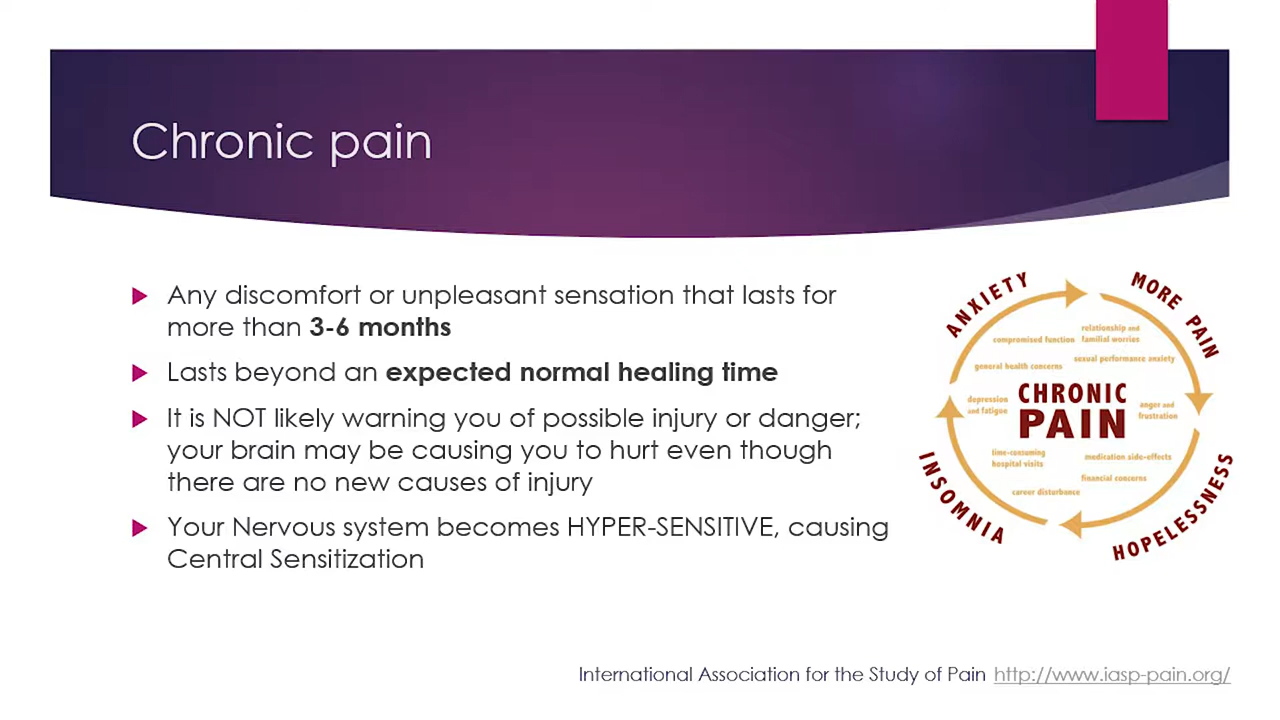 Chronic pain
Any discomfort or unpleasant sensation that lasts for
more than 3-6 months
Lasts beyond an expected normal healing time
It is NOT likely warning you of possible injury or danger;
your brain may be causing you to hurt even though
there are no new causes of injury
Your Nervous system becomes HYPER-SENSITIVE, causing
Central Sensitization
ANXIETY
MORE PAIN
HOPELESSNESS
INSOMNIA
relationship and
familial worries
compromised function
sexual performance anxiety
general health concerns
depression
and fatigue
CHRONIC
PAIN
anger and
frustration
time-consuming
hospital visits
medication side-effects
financial concerns
career disturbance
International Association for the Study of Pain http://www.iasp-pain.org/